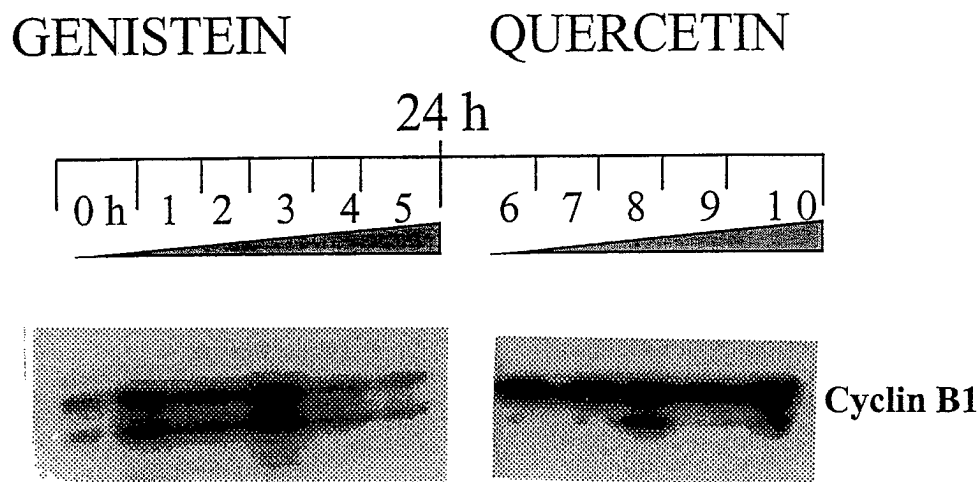 GENISTEIN QUERCETIN
24 h
0 h 1 2 3 4 5 6 7 8 9 10
Cyclin B1